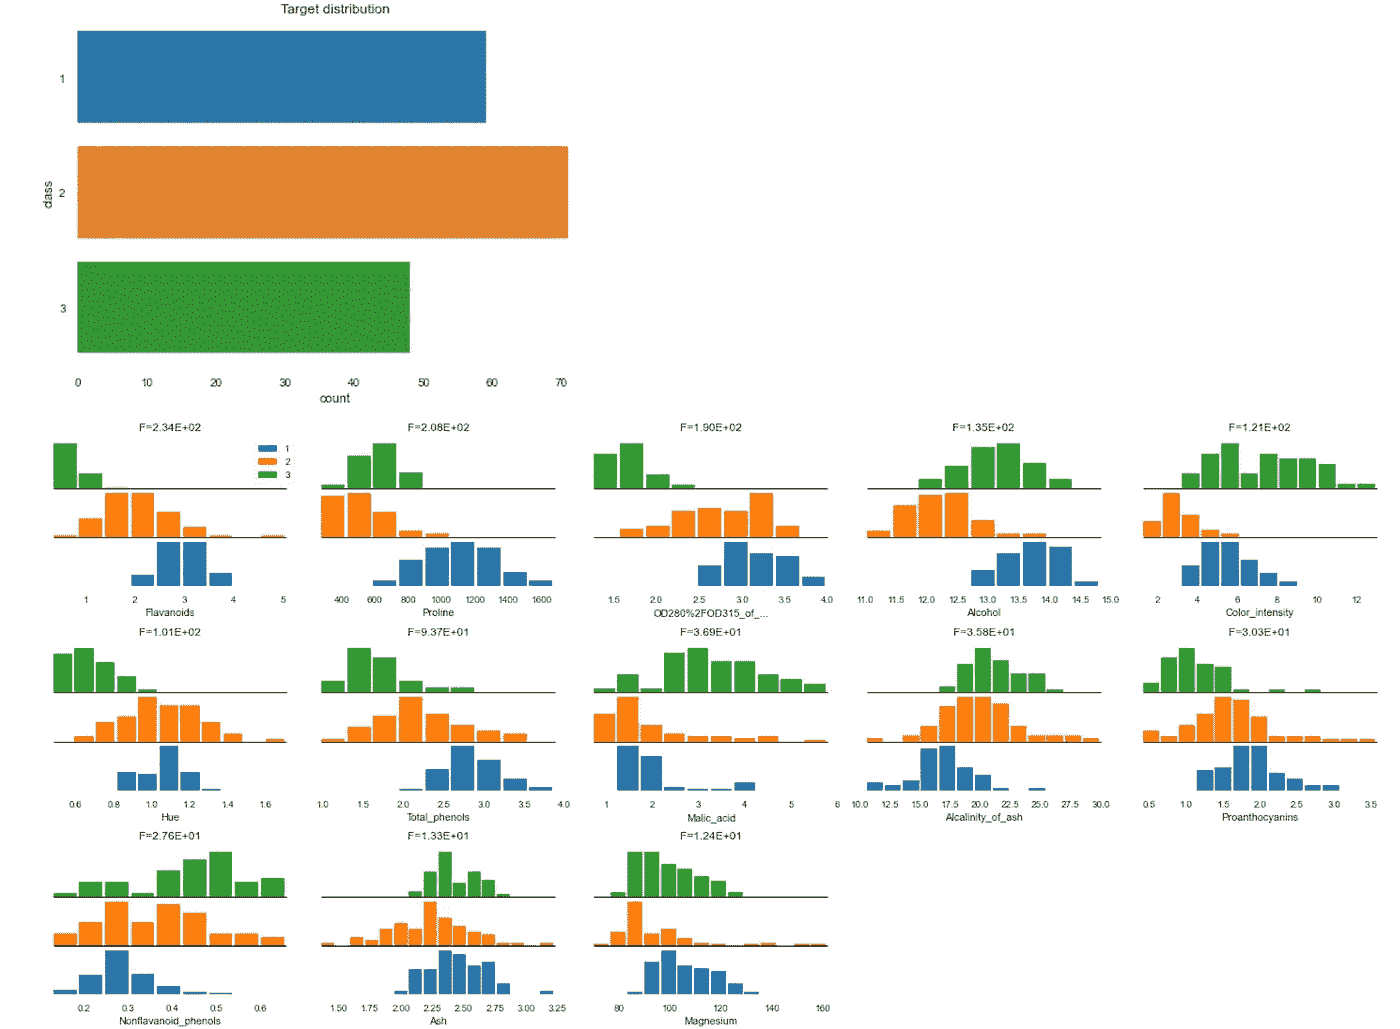 Target distribution
1
class
2
3
0 10 20 30 40 50 60 70
count
F=2.34E+02 F=2.08E+02 F=1.90E+02 F=1.35E+02 F=1.21E+02
1
2
3
1 2 3 4 5 400 600 800 1000 1200 1400 1600 1.5 2.0 2.5 3.0 3.5 4.0 11.0 11.5 12.0 12.5 13.0 13.5 14.0 14.5 15.0 2 4 6 8 10 12
Flavanoids Proline OD280%2FOD315_of_... Alcohol Color_intensity
F=1.01E+02 F=9.37E+01 F=3.69E+01 F=3.58E+01 F=3.03E+01
0.6 0.8 1.0 1.2 1.4 1.6 1.0 1.5 2.0 2.5 3.0 3.5 4.0 1 2 3 4 5 6 10.0 12.5 15.0 17.5 20.0 22.5 25.0 27.5 30.0 0.5 1.0 1.5 2.0 2.5 3.0 3.5
Hue Total_phenols Malic_acid Alcalinity_of_ash Proanthocyanins
F=2.76E+01 F=1.33E+01 F=1.24E+01
0.2 0.3 0.4 0.5 0.6 1.50 1.75 2.00 2.25 2.50 2.75 3.00 3.25 80 100 120 140 160
Nonflavanoid_phenols Ash Magnesium